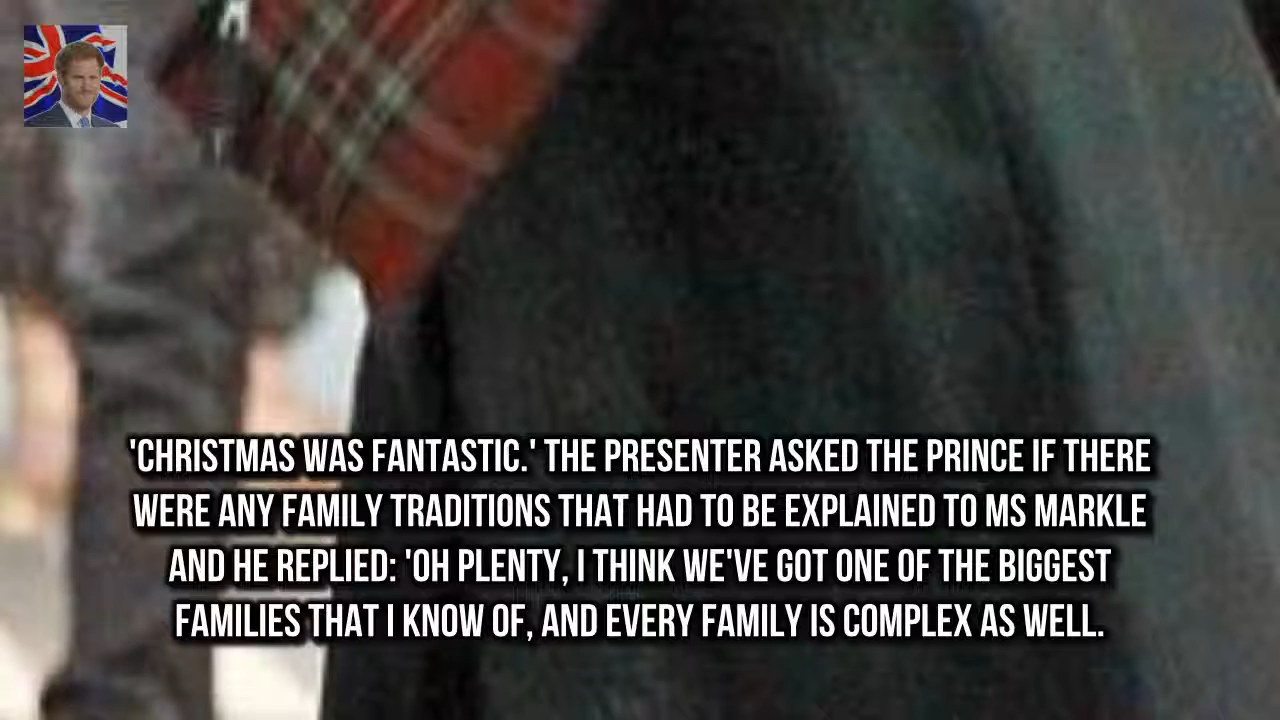 'CHRISTMAS WAS FANTASTIC.' THE PRESENTER ASKED THE PRINCE IF THERE
WERE ANY FAMILY TRADITIONS THAT HAD TO BE EXPLAINED TO MS MARKLE
AND HE REPLIED: 'OH PLENTY, I THINK WE'VE GOT ONE OF THE BIGGEST
FAMILIES THAT I KNOW OF, AND EVERY FAMILY IS COMPLEX AS WELL.